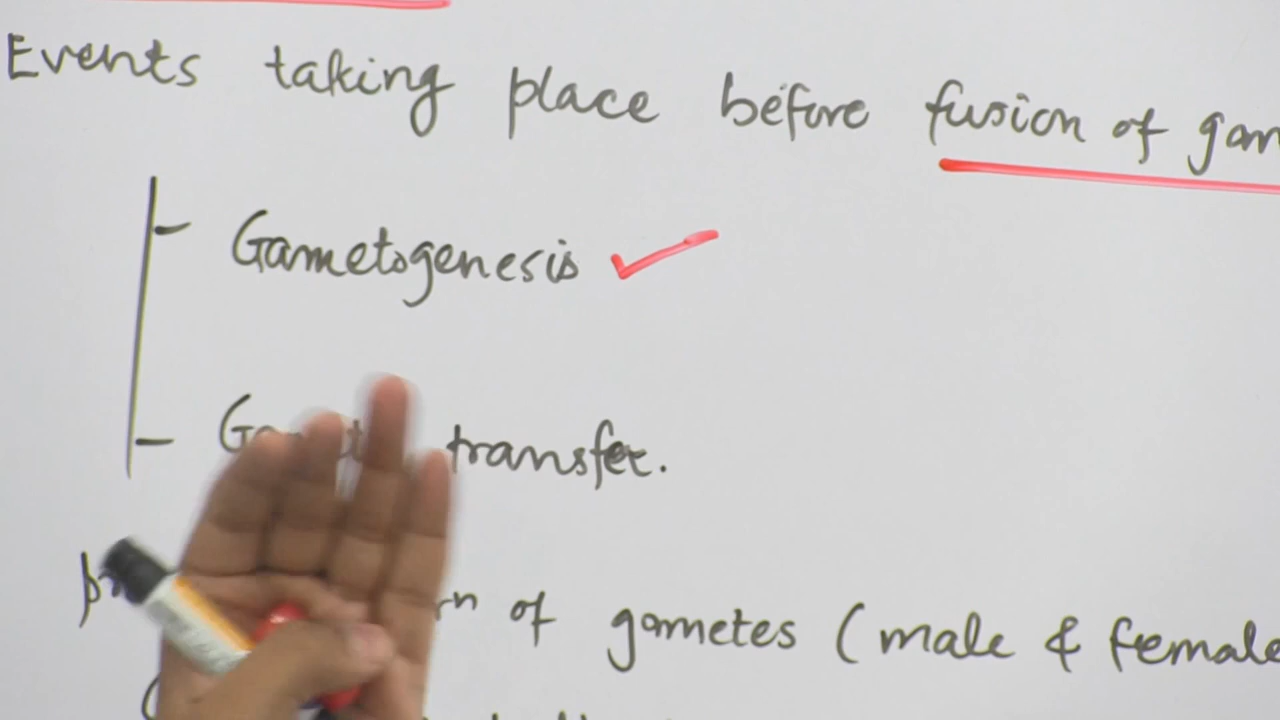 Events taking place before fusion of gam
- Gametogenesis ✓
- transfer.
of gametes (male & female